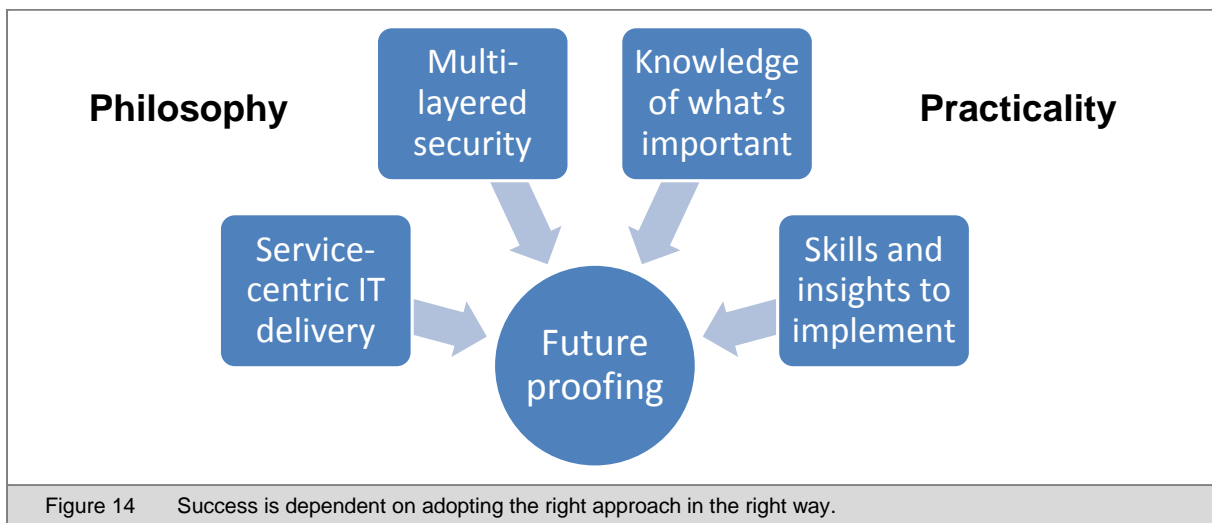 Philosophy
Multi-
layered
security
Knowledge
of what's
important
Practicality
Service-
centric IT
delivery
Skills and
insights to
implement
Future
proofing
Figure 14 Success is dependent on adopting the right approach in the right way.